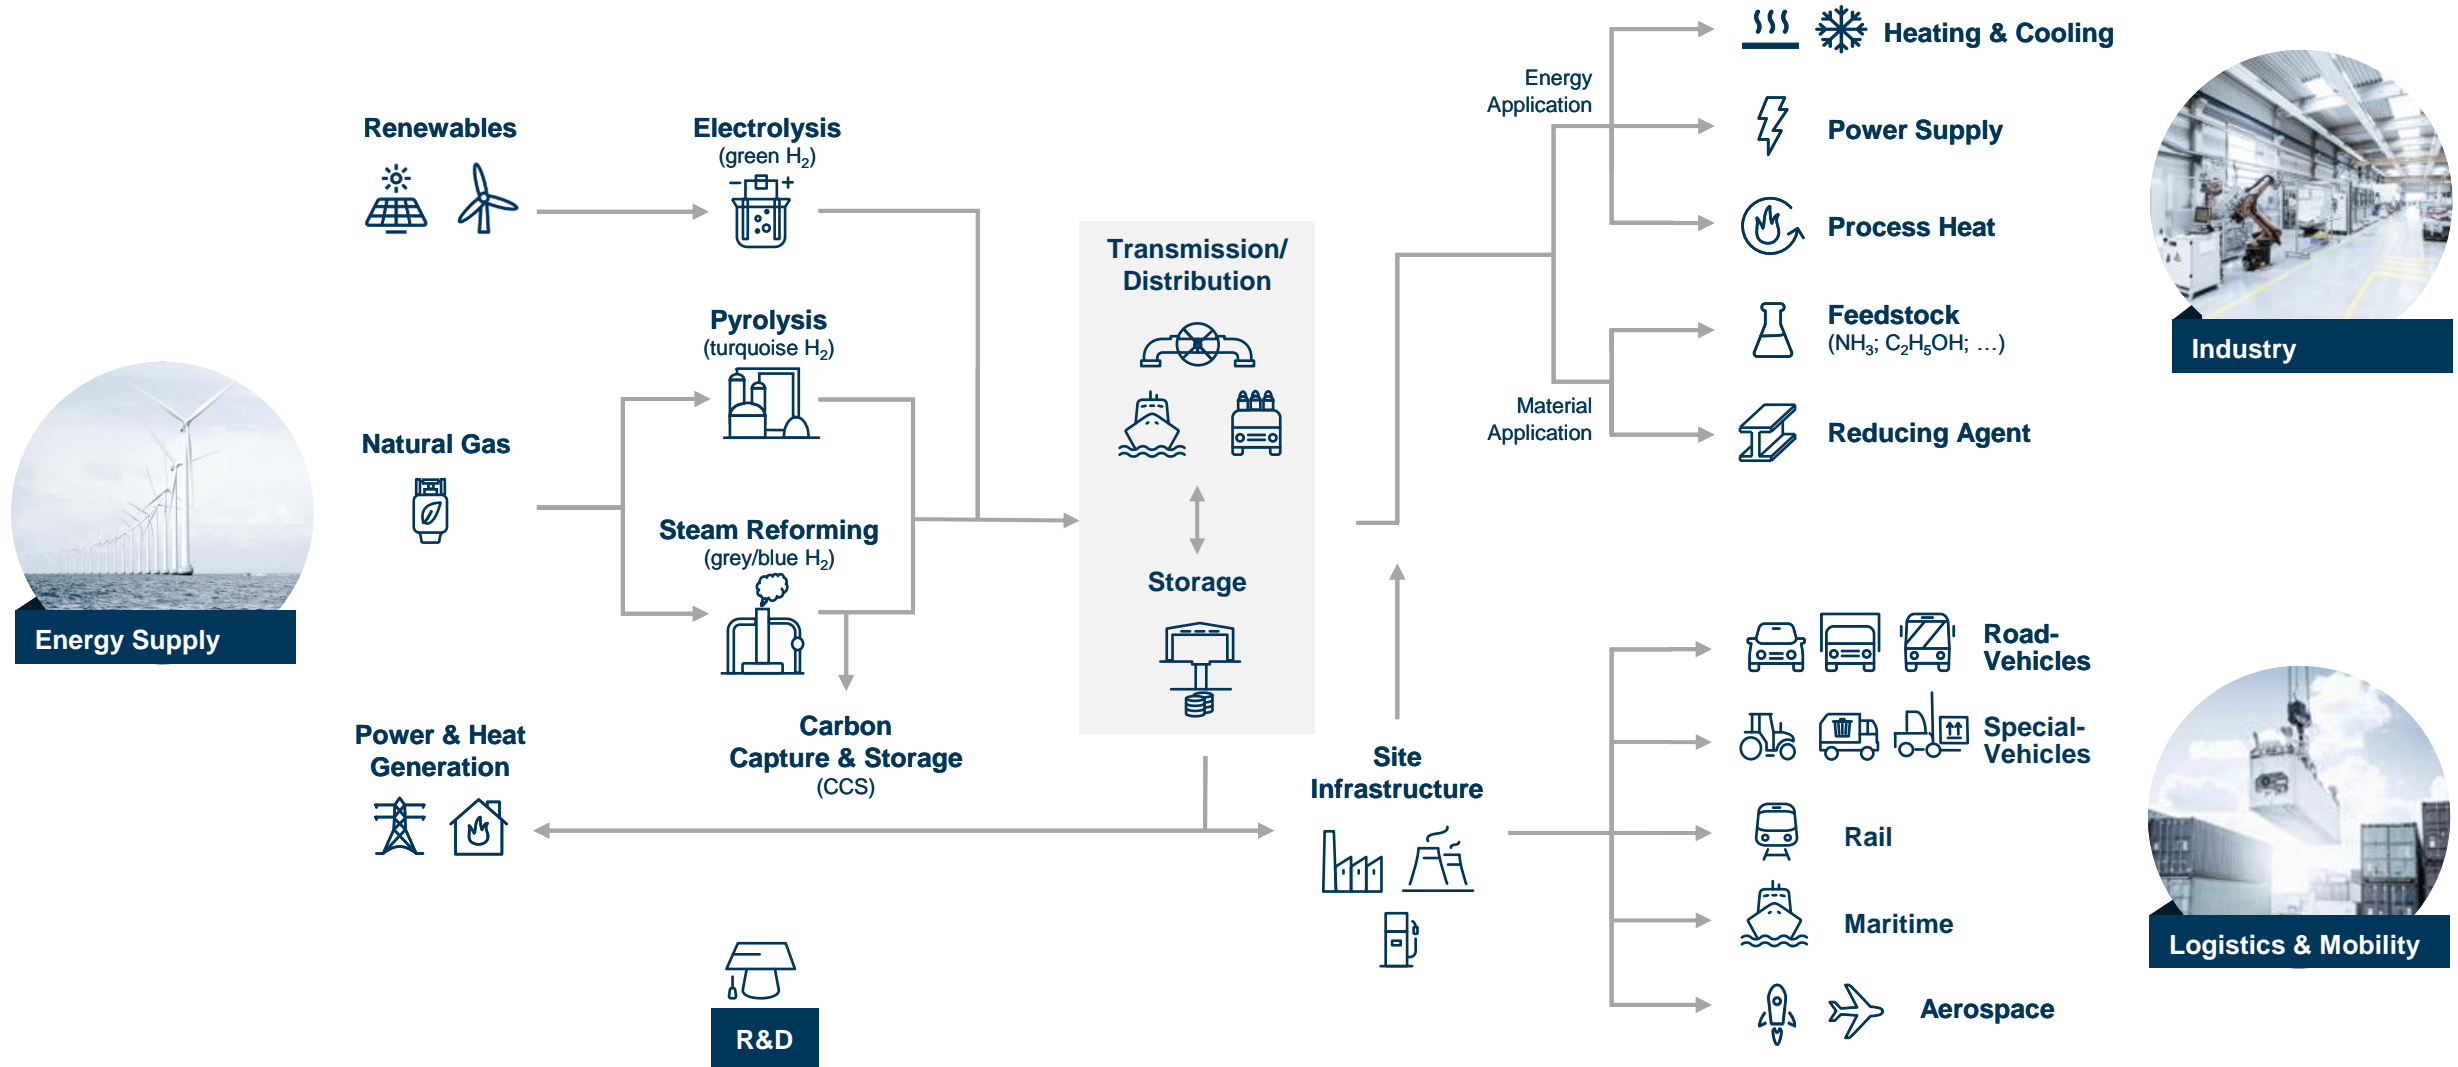 Renewables
Electrolysis
(green H₂)
Pyrolysis
(turquoise H₂)
Natural Gas
Steam Reforming
(grey/blue H₂)
Energy Supply
Power & Heat
Generation
Carbon
Capture & Storage
(CCS)
R&D
Transmission/
Distribution
Storage
Site
Infrastructure
Energy
Application
Material
Application
Heating & Cooling
Power Supply
Process Heat
Feedstock
(NH₃; C₂H₅OH; …)
Reducing Agent
Industry
Road-
Vehicles
Special-
Vehicles
Rail
Maritime
Aerospace
Logistics & Mobility